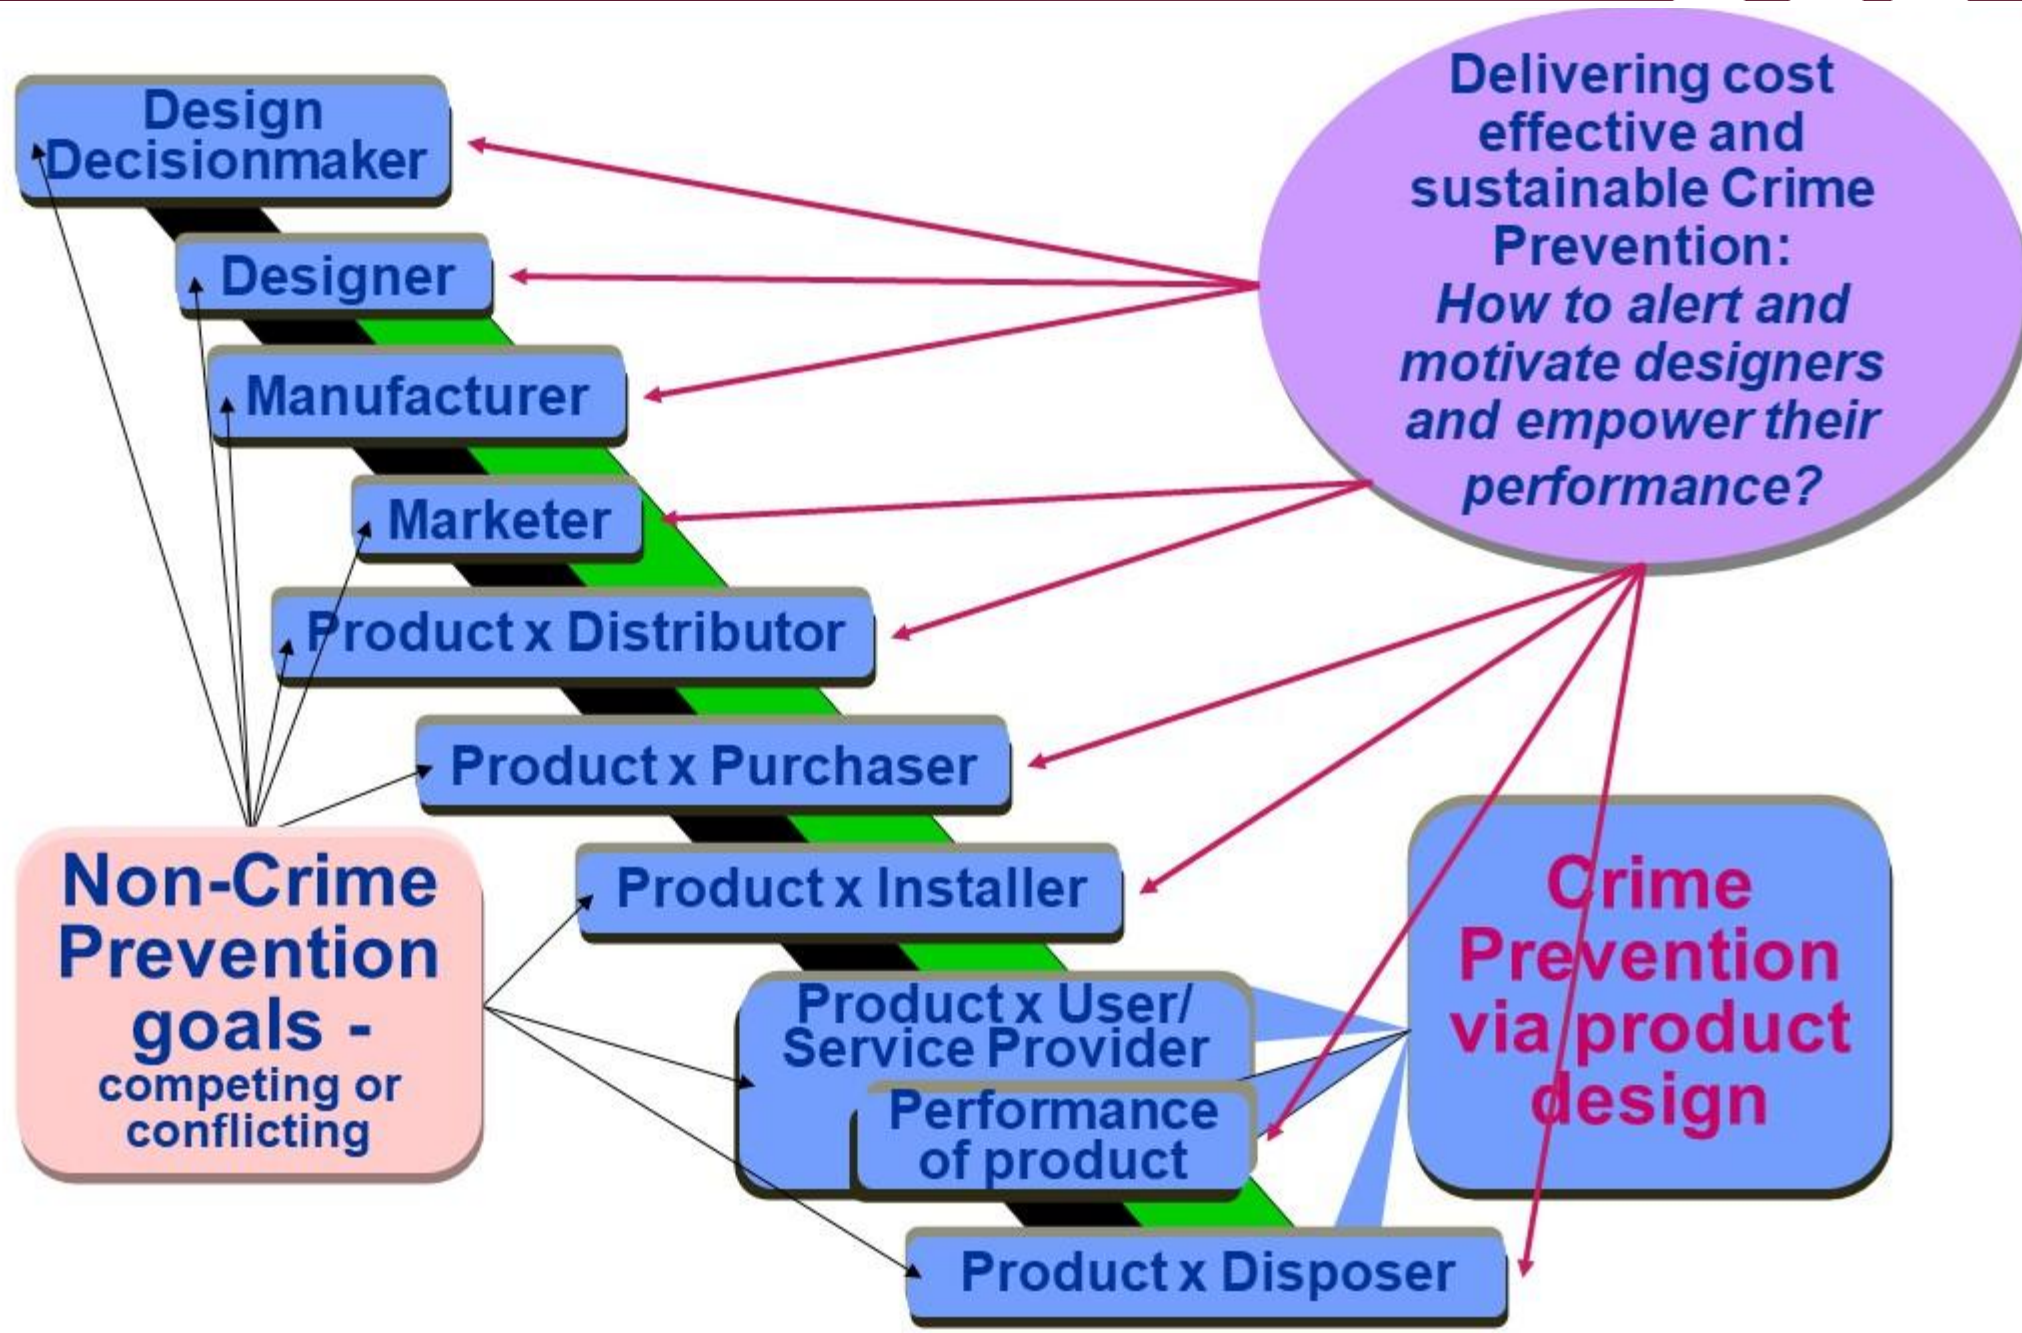 Design
Decisionmaker
Designer
Manufacturer
Marketer
Product x Distributor
Product x Purchaser
Product x Installer
Product x User/
Service Provider
Performance
of product
Product x Disposer
Delivering cost
effective and
sustainable Crime
Prevention:
How to alert and
motivate designers
and empower their
performance?
Non-Crime
Prevention
goals -
competing or
conflicting
Crime
Prevention
via product
design